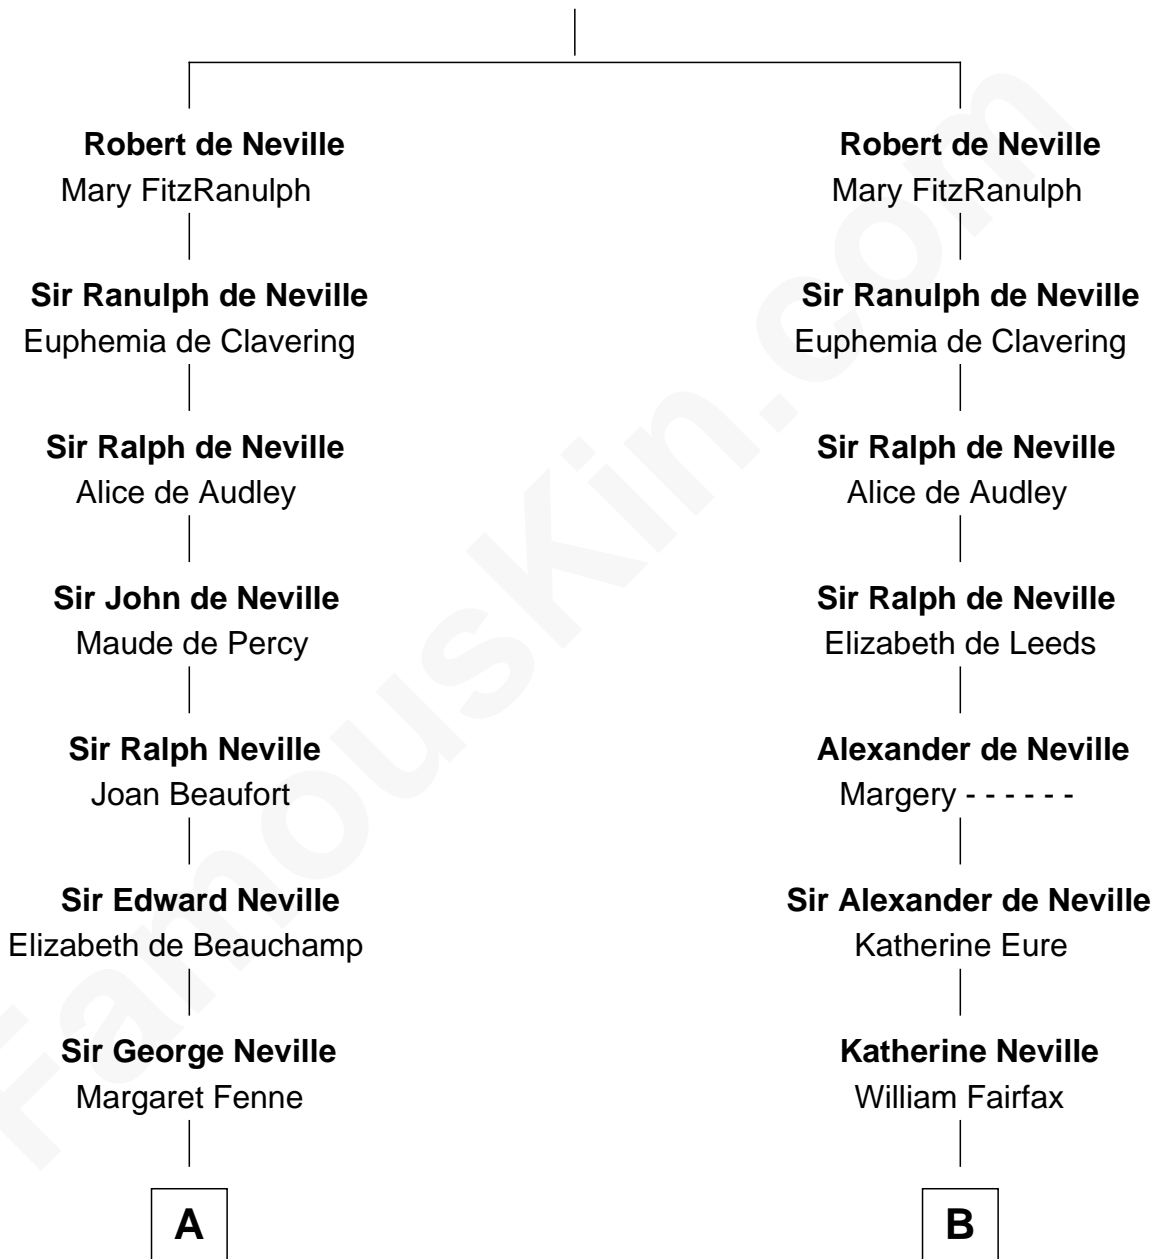 Robert de Neville
Mary FitzRanulph
Sir Ranulph de Neville
Euphemia de Clavering
Sir Ralph de Neville
Alice de Audley
Sir John de Neville
Maude de Percy
Sir Ralph Neville
Joan Beaufort
Sir Edward Neville
Elizabeth de Beauchamp
Sir George Neville
Margaret Fenne
A
Robert de Neville
Mary FitzRanulph
Sir Ranulph de Neville
Euphemia de Clavering
Sir Ralph de Neville
Alice de Audley
Sir Ralph de Neville
Elizabeth de Leeds
Alexander de Neville
Margery - - - - - -
Sir Alexander de Neville
Katherine Eure
Katherine Neville
William Fairfax
B
FamousKin.com